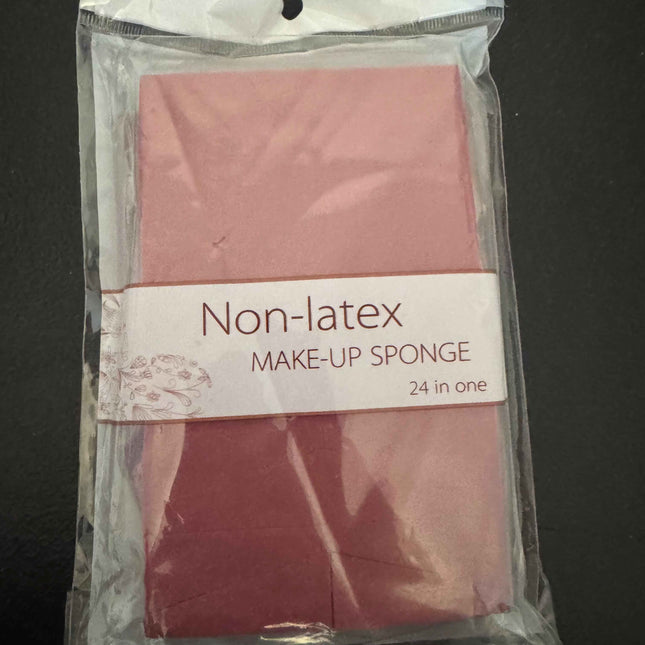 Non-latex
MAKE-UP SPONGE
24 in one